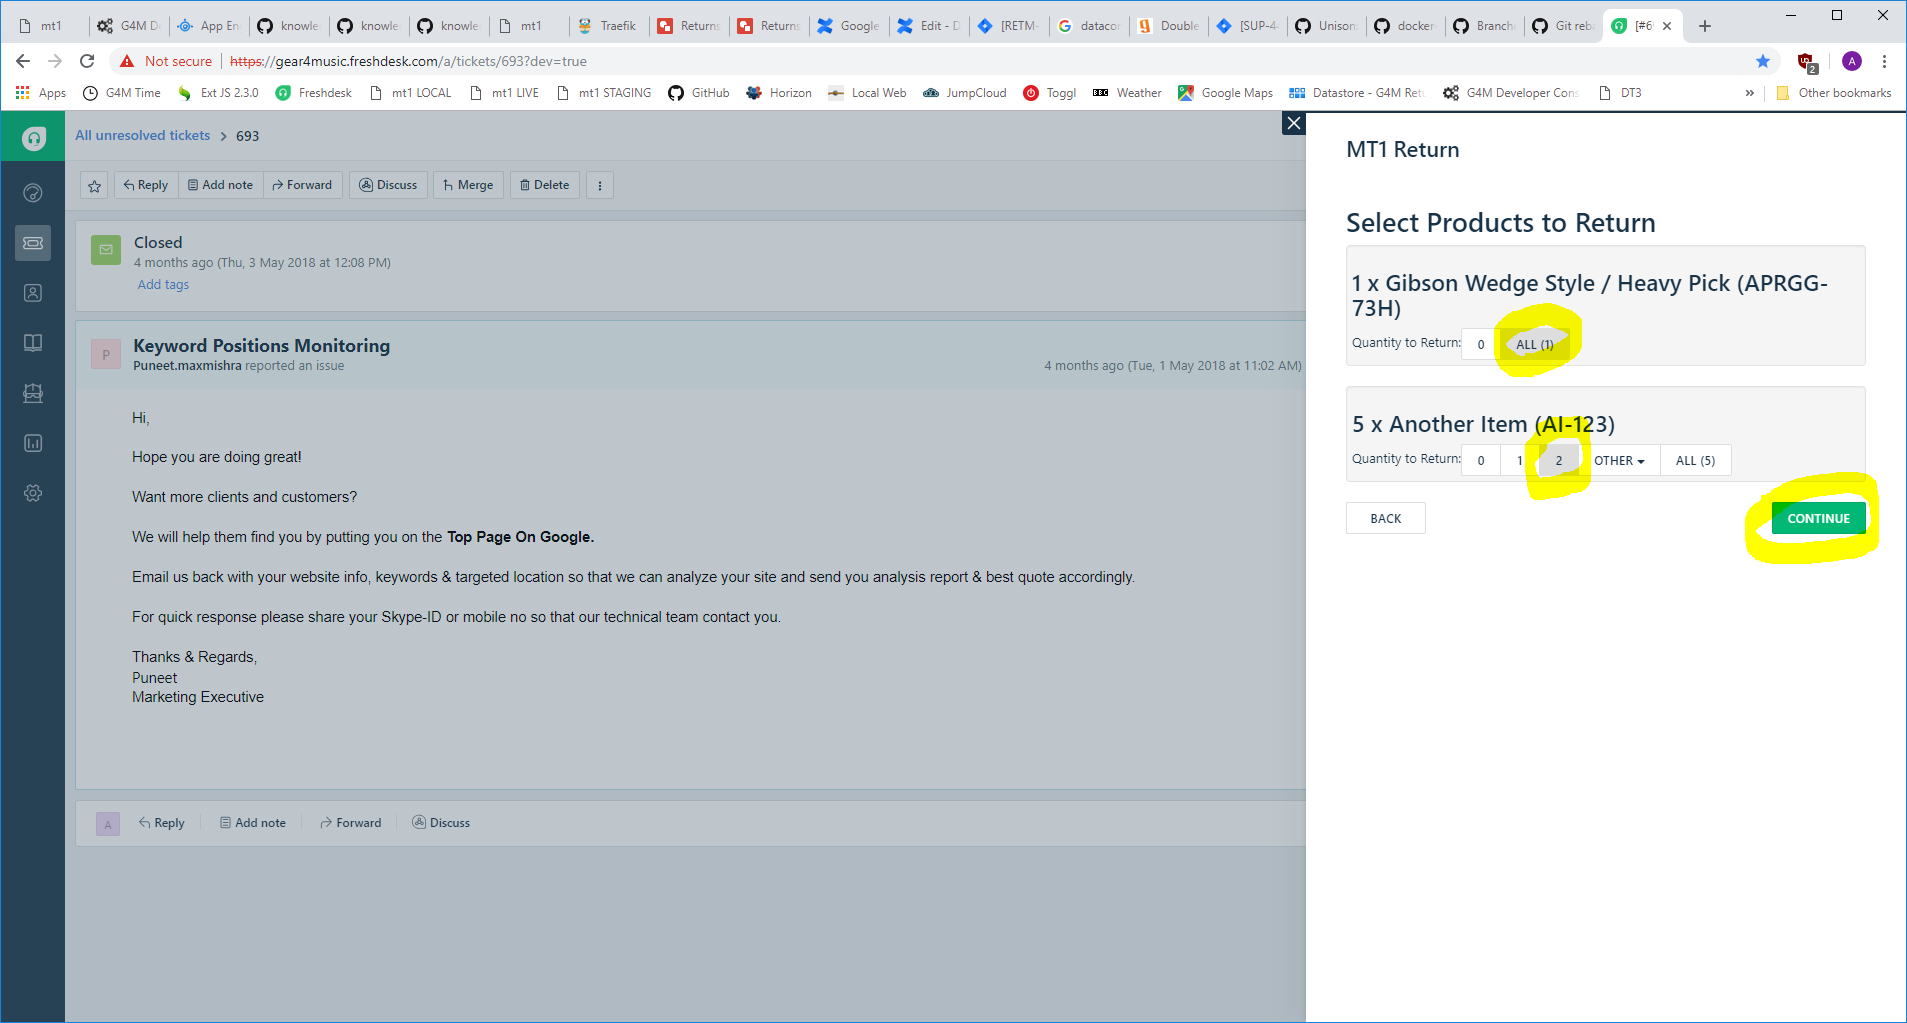 mt1
G4M De
App En
knowle
knowle
knowle
mt1
Traefik
Returns
Returns
Google
Edit - D
[RETM-
datacon
Double
[SUP-4
Unison
docker
Branch
Git reb
[#69
Not secure
https://gear4music.freshdesk.com/a/tickets/693?dev=true
2
A
Apps
G4M Time
Ext JS 2.3.0
Freshdesk
mt1 LOCAL
mt1 LIVE
mt1 STAGING
GitHub
Horizon
Local Web
JumpCloud
Toggl
BBC
Weather
Google Maps
Datastore - G4M Retu
G4M Developer Cons
DT3
»
Other bookmarks
All unresolved tickets > 693
Reply
Add note
Forward
Discuss
Merge
Delete
Closed
4 months ago (Thu, 3 May 2018 at 12:08 PM)
Add tags
P
Keyword Positions Monitoring
Puneet.maxmishra reported an issue
4 months ago (Tue, 1 May 2018 at 11:02 AM)
Hi,
Hope you are doing great!
Want more clients and customers?
We will help them find you by putting you on the Top Page On Google.
Email us back with your website info, keywords & targeted location so that we can analyze your site and send you analysis report & best quote accordingly.
For quick response please share your Skype-ID or mobile no so that our technical team contact you.
Thanks & Regards,
Puneet
Marketing Executive
A
Reply
Add note
Forward
Discuss
MT1 Return
Select Products to Return
1 x Gibson Wedge Style / Heavy Pick (APRGG-
73H)
Quantity to Return: 0 ALL (1)
5 x Another Item (AI-123)
Quantity to Return: 0 1 2 OTHER ALL (5)
BACK
CONTINUE